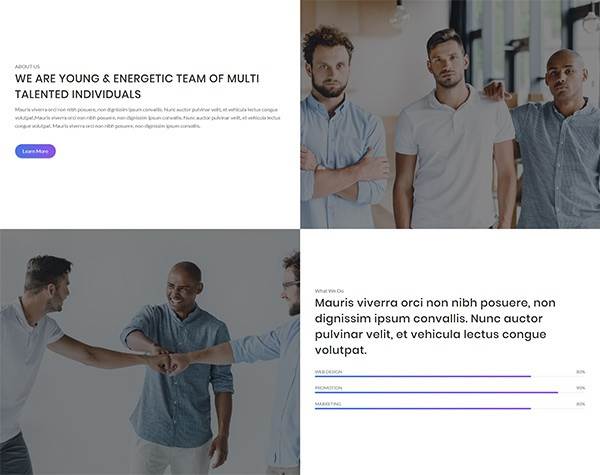 ABOUT US
WE ARE YOUNG & ENERGETIC TEAM OF MULTI
TALENTED INDIVIDUALS
Mauris viverra orci non nibh posuere, non dignissim ipsum convallis. Nunc auctor pulvinar velit, et vehicula lectus congue
volutpat.Mauris viverra orci non nibh posuere, non dignissim ipsum convallis. Nunc auctor pulvinar velit, et vehicula lectus
congue volutpat. Mauris viverra orci non nibh posuere, non dignissim ipsum convallis.
Learn More
What We Do
Mauris viverra orci non nibh posuere, non
dignissim ipsum convallis. Nunc auctor
pulvinar velit, et vehicula lectus congue
volutpat.
WEB DESIGN 80%
PROMOTION 90%
MARKETING 80%